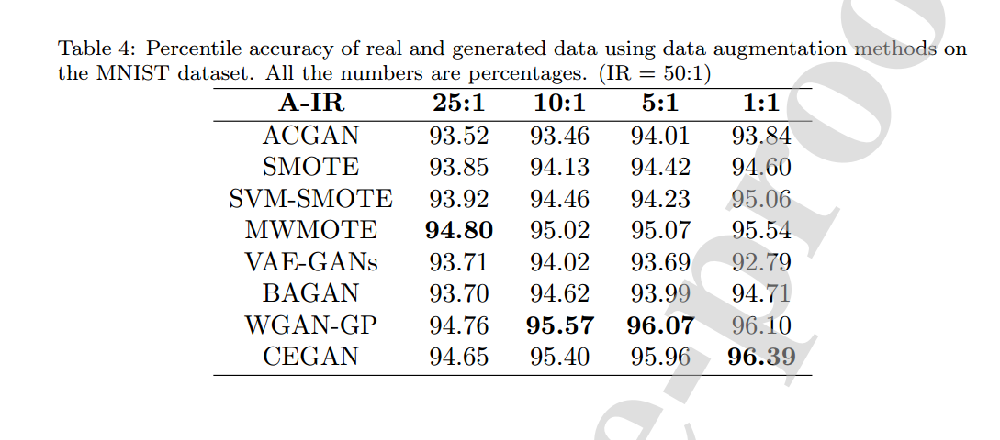 Table 4: Percentile accuracy of real and generated data using data augmentation methods on
the MNIST dataset. All the numbers are percentages. (IR = 50:1)
A-IR 25:1 10:1 5:1 1:1
ACGAN 93.52 93.46 94.01 93.84
SMOTE 93.85 94.13 94.42 94.60
SVM-SMOTE 93.92 94.46 94.23 95.06
MWMOTE 94.80 95.02 95.07 95.54
VAE-GANs 93.71 94.02 93.69 92.79
BAGAN 93.70 94.62 93.99 94.71
WGAN-GP 94.76 95.57 96.07 96.10
CEGAN 94.65 95.40 95.96 96.39
e-proo